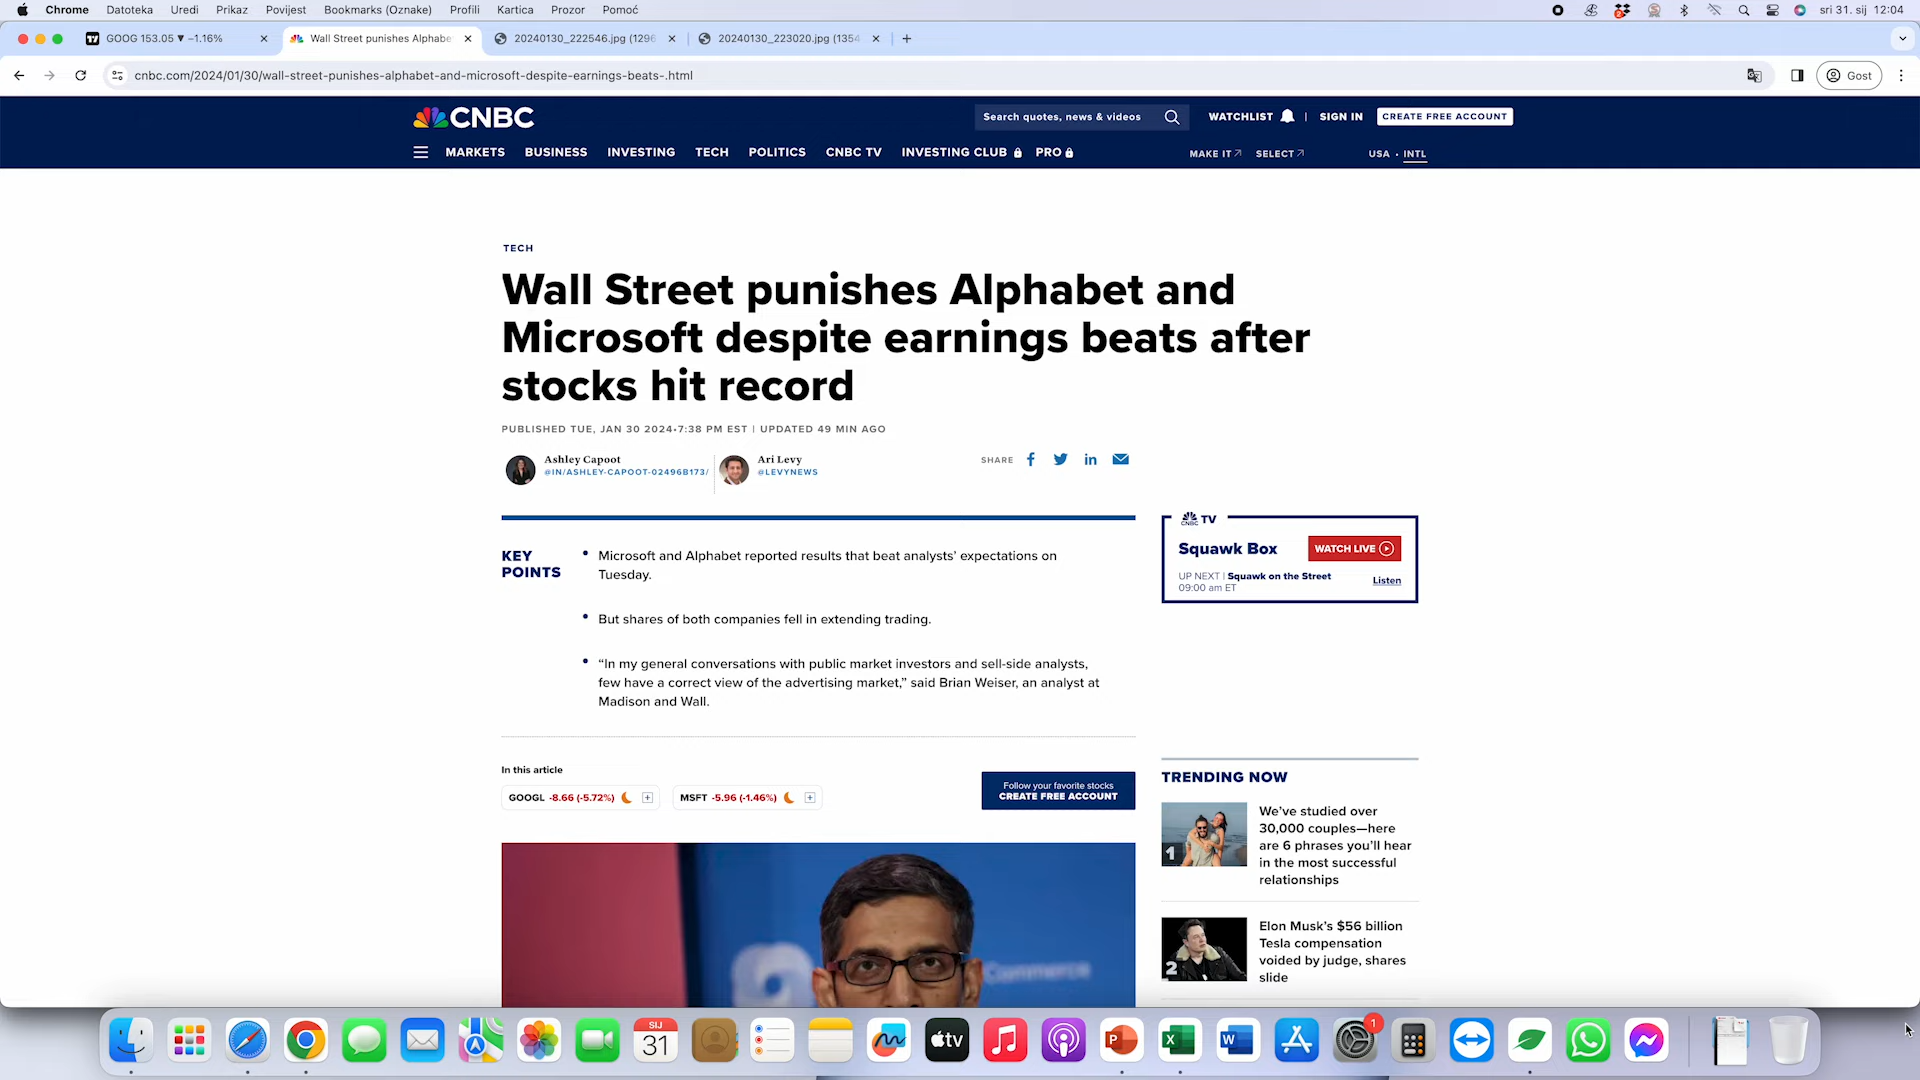 Chrome Datoteka Uredi Prikaz Povijest Bookmarks (Oznake) Profili Kartica Prozor Pomoć
2
sri 31. sij 12:04
GOOG 153.05 ▼ −1.16%
Wall Street punishes Alphabe
20240130_222546.jpg (1296
20240130_223020.jpg (1354
cnbc.com/2024/01/30/wall-street-punishes-alphabet-and-microsoft-despite-earnings-beats-.html
Gost
CNBC
Search quotes, news & videos
WATCHLIST | SIGN IN
CREATE FREE ACCOUNT
MARKETS BUSINESS INVESTING TECH POLITICS CNBC TV INVESTING CLUB PRO
MAKE IT SELECT USA • INTL
TECH
Wall Street punishes Alphabet and
Microsoft despite earnings beats after
stocks hit record
PUBLISHED TUE, JAN 30 2024•7:38 PM EST | UPDATED 49 MIN AGO
Ashley Capoot
@IN/ASHLEY-CAPOOT-02496B173/
Ari Levy
@LEVYNEWS
SHARE
KEY
POINTS
• Microsoft and Alphabet reported results that beat analysts’ expectations on
Tuesday.
• But shares of both companies fell in extending trading.
• “In my general conversations with public market investors and sell-side analysts,
few have a correct view of the advertising market,” said Brian Weiser, an analyst at
Madison and Wall.
CNBC TV
Squawk Box
WATCH LIVE
UP NEXT | Squawk on the Street
09:00 am ET
Listen
In this article
GOOGL -8.66 (-5.72%)
MSFT -5.96 (-1.46%)
Follow your favorite stocks
CREATE FREE ACCOUNT
Commerce
TRENDING NOW
1
We’ve studied over
30,000 couples—here
are 6 phrases you’ll hear
in the most successful
relationships
2
Elon Musk’s $56 billion
Tesla compensation
voided by judge, shares
slide
SIJ
31
tv
P
X
W
1